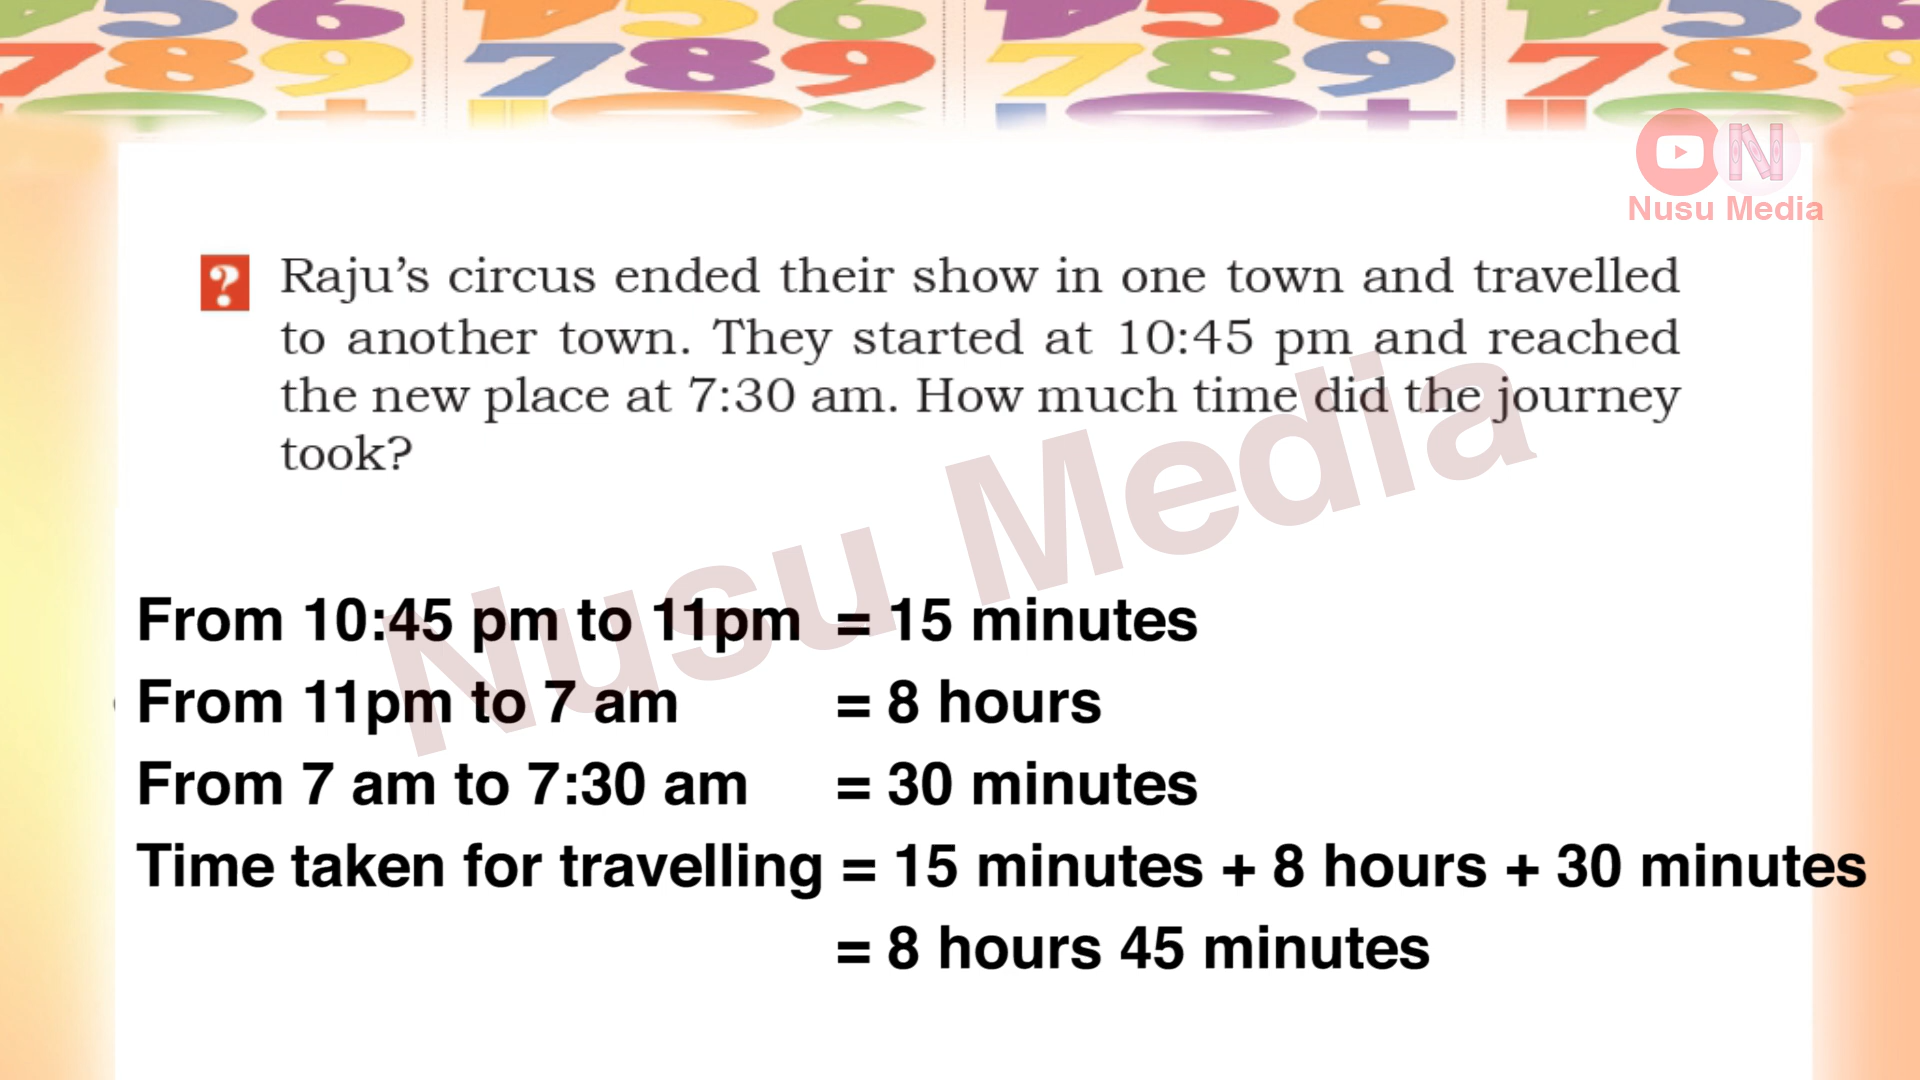 Nusu Media
? Raju’s circus ended their show in one town and travelled
to another town. They started at 10:45 pm and reached
the new place at 7:30 am. How much time did the journey
took?
Nusu Media
From 10:45 pm to 11pm = 15 minutes
From 11pm to 7 am = 8 hours
From 7 am to 7:30 am = 30 minutes
Time taken for travelling = 15 minutes + 8 hours + 30 minutes
= 8 hours 45 minutes